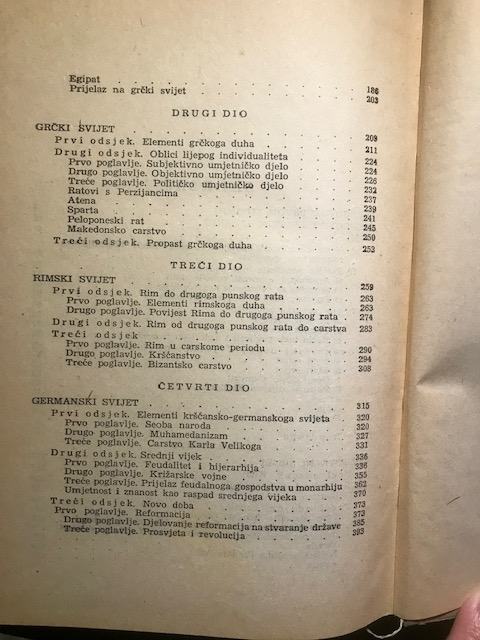 Egipat . . . . . . . . . . 186
Prijelaz na grčki svijet . . . . . . . 203
DRUGI DIO
GRČKI SVIJET . . . . . . . . . 209
Prvi odsjek. Elementi grčkoga duha . . . . 211
Drugi odsjek. Oblici lijepog individualiteta . . 224
Prvo poglavlje. Subjektivno umjetničko djelo . . 224
Drugo poglavlje. Objektivno umjetničko djelo . . 226
Treće poglavlje. Političko umjetničko djelo . . 232
Ratovi s Perzijancima . . . . . . . 237
Atena . . . . . . . . . . 239
Sparta . . . . . . . . . . 241
Peloponeski rat . . . . . . . . 245
Makedonsko carstvo . . . . . . . 250
Treći odsjek. Propast grčkoga duha . . . . 253
TREĆI DIO
RIMSKI SVIJET . . . . . . . . . 259
Prvi odsjek. Rim do drugoga punskog rata . . 263
Prvo poglavlje. Elementi rimskoga duha . . . 263
Drugo poglavlje. Povijest Rima do drugoga punskog rata . 274
Drugi odsjek. Rim od drugoga punskog rata do carstva 283
Treći odsjek . . . . . . . . .
Prvo poglavlje. Rim u carskome periodu . . . 290
Drugo poglavlje. Kršćanstvo . . . . . 294
Treće poglavlje. Bizantsko carstvo . . . . 308
ČETVRTI DIO
GERMANSKI SVIJET . . . . . . . . 315
Prvi odsjek. Elementi kršćansko-germanskoga svijeta . 320
Prvo poglavlje. Seoba naroda . . . . . 320
Drugo poglavlje. Muhamedanizam . . . . 327
Treće poglavlje. Carstvo Karla Velikoga . . . 331
Drugi odsjek. Srednji vijek . . . . . 336
Prvo poglavlje. Feudalitet i hijerarhija . . . 336
Drugo poglavlje. Križarske vojne . . . . 355
Treće poglavlje. Prijelaz feudalnoga gospodstva u monarhiju 362
Umjetnost i znanost kao raspad srednjega vijeka . 370
Treći odsjek. Novo doba . . . . . . 373
Prvo poglavlje. Reformacija . . . . . 373
Drugo poglavlje. Djelovanje reformacija na stvaranje države 385
Treće poglavlje. Prosvjeta i revolucija . . . 393